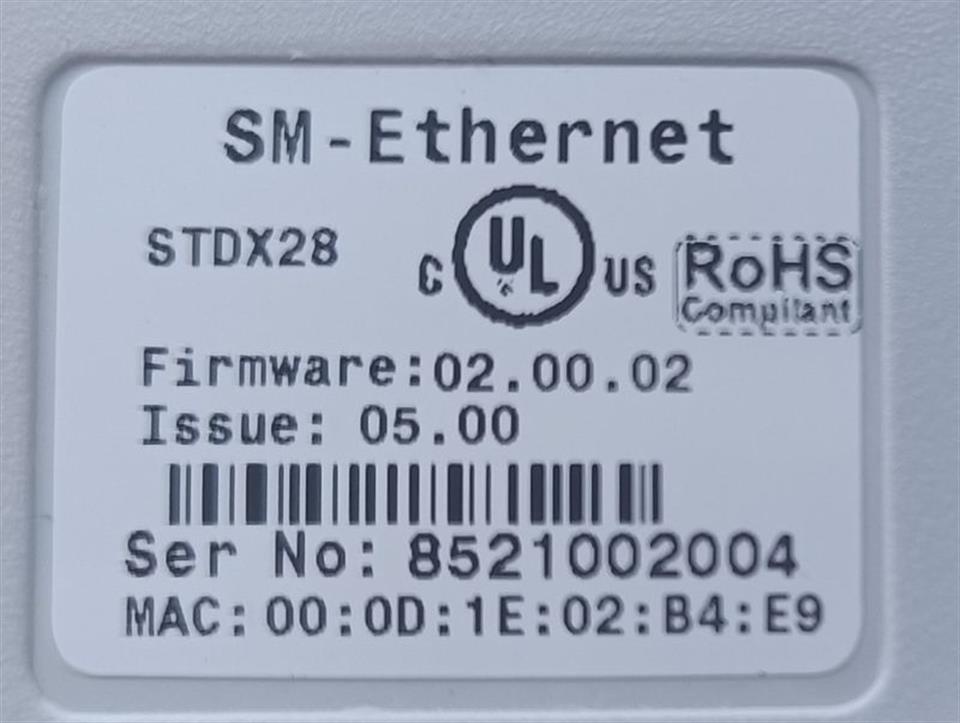 SM-Ethernet
STDX28
C UL US
RoHS
Compliant
Firmware:02.00.02
Issue: 05.00
Ser No: 8521002004
MAC:00:0D:1E:02:B4:E9